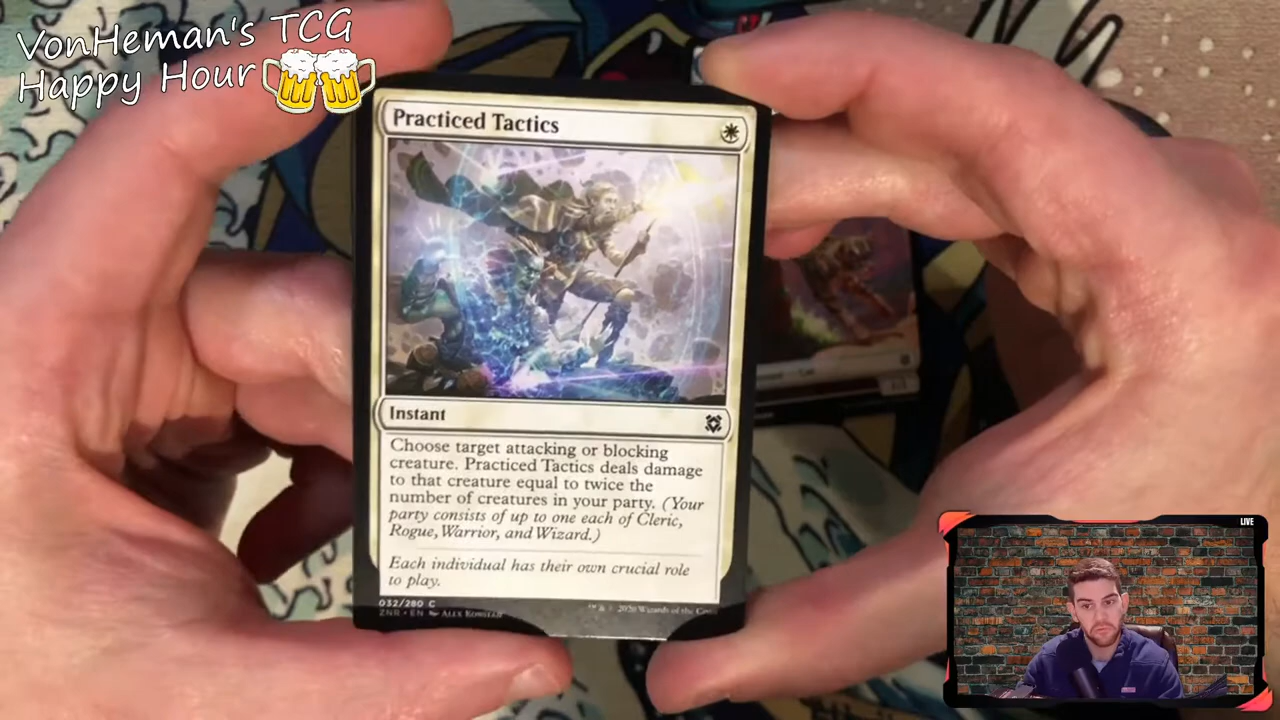 VonHeman's TCG
Happy Hour
Practiced Tactics
Instant
Choose target attacking or blocking
creature. Practiced Tactics deals damage
to that creature equal to twice the
number of creatures in your party. (Your
party consists of up to one each of Cleric,
Rogue, Warrior, and Wizard.)
Each individual has their own crucial role
to play.
032/280 C
ZNR • EN ALEX KONSTAD
™ & © 2020 Wizards of the
LIVE